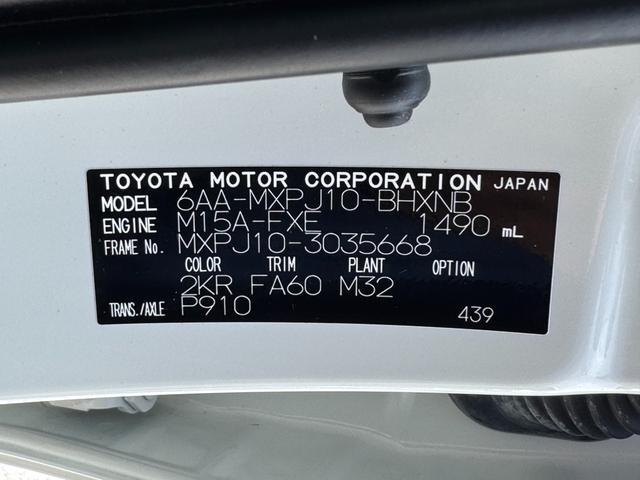 TOYOTA MOTOR CORPORATION JAPAN
MODEL 6AA-MXPJ10-BHXNB
ENGINE M15A-FXE 1490 mL
FRAME No. MXPJ10-3035668
COLOR TRIM PLANT OPTION
2KR FA60 M32
TRANS./AXLE P910 439